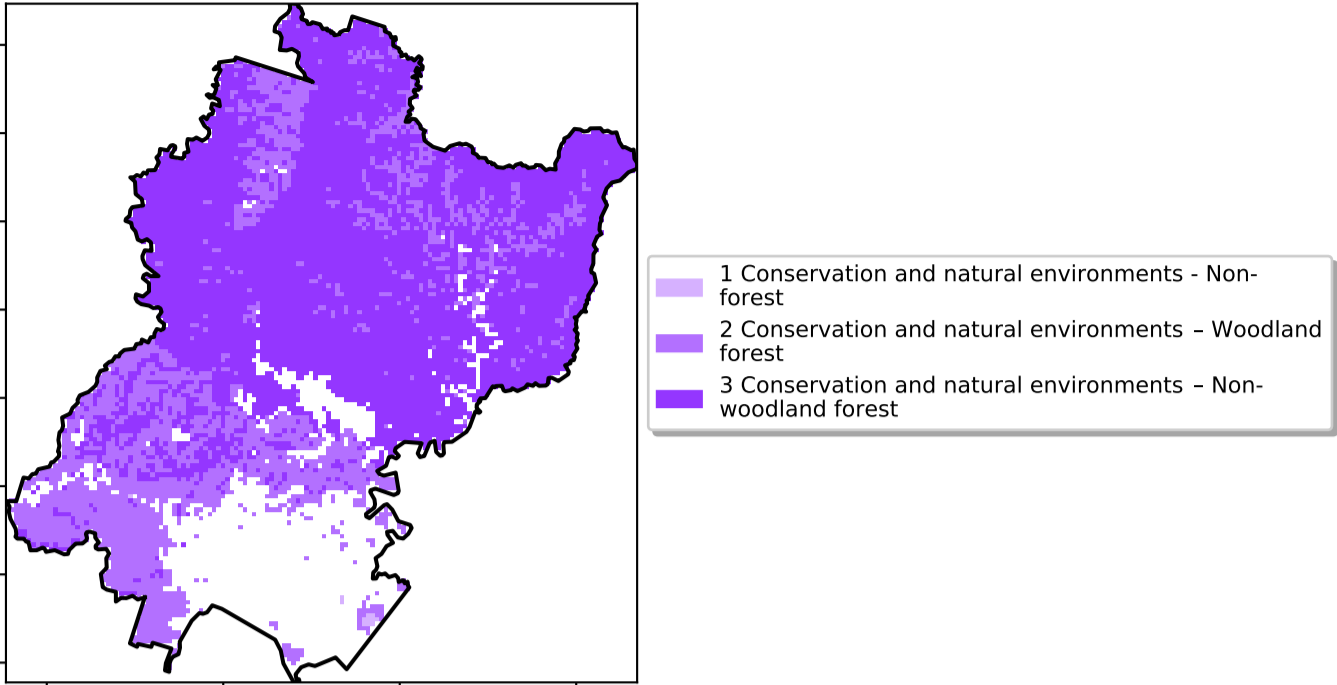 1 Conservation and natural environments - Non-
forest
2 Conservation and natural environments – Woodland
forest
3 Conservation and natural environments – Non-
woodland forest